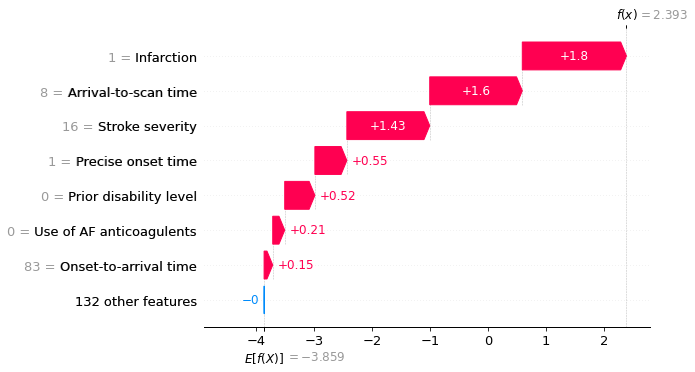 f(x) = 2.393
1 = Infarction
+1.8
8 = Arrival-to-scan time
+1.6
16 = Stroke severity
+1.43
1 = Precise onset time
+0.55
0 = Prior disability level
+0.52
0 = Use of AF anticoagulents
+0.21
83 = Onset-to-arrival time
+0.15
132 other features
−0
−4 −3 −2 −1 0 1 2
E[f(X)] = −3.859